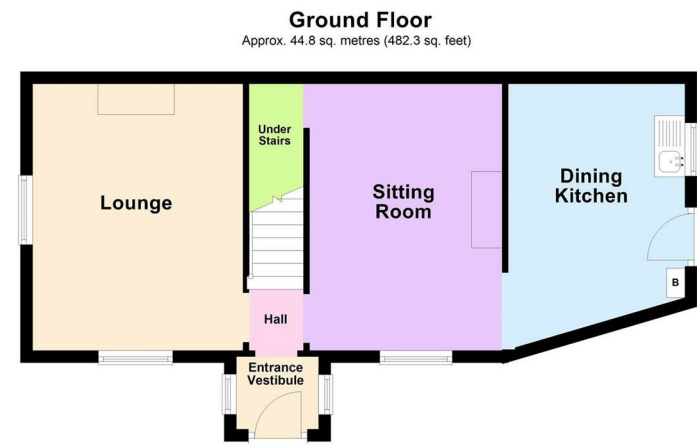 Ground Floor
Approx. 44.8 sq. metres (482.3 sq. feet)
Under
Stairs
Lounge
Sitting
Room
Dining
Kitchen
B
Hall
Entrance
Vestibule